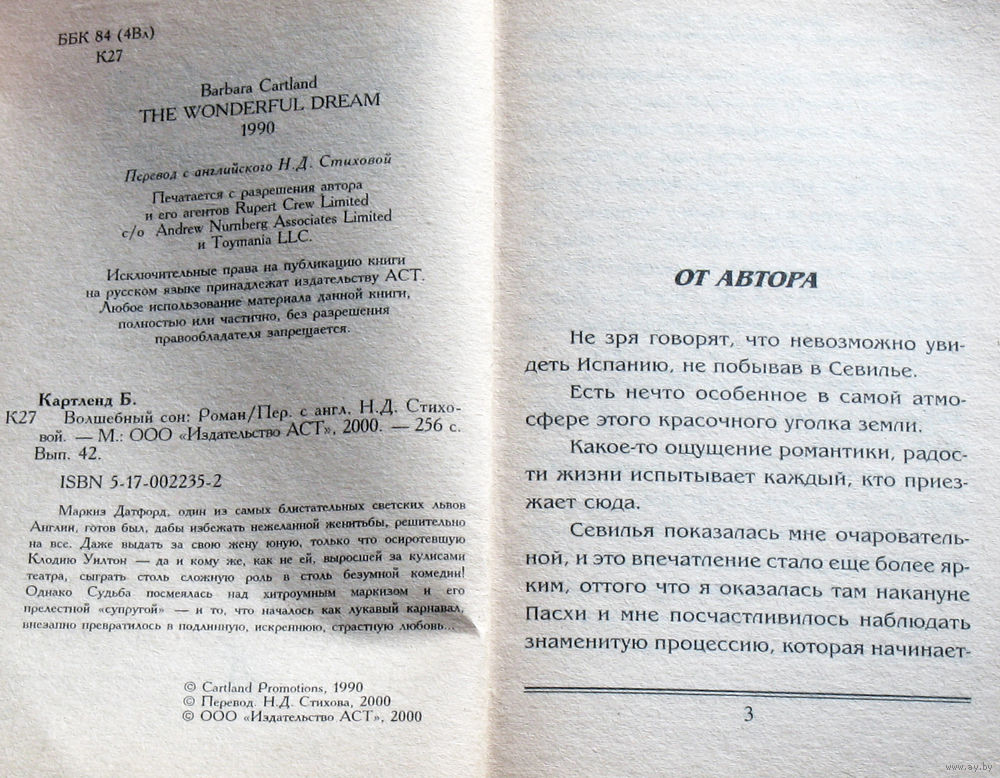 ББК 84 (4Вл)
К27
Barbara Cartland
THE WONDERFUL DREAM
1990
Перевод с английского Н.Д. Стиховой
Печатается с разрешения автора
и его агентов Rupert Crew Limited
c/o Andrew Nurnberg Associates Limited
и Toymania LLC.
Исключительные права на публикацию книги
на русском языке принадлежат издательству АСТ.
Любое использование материала данной книги,
полностью или частично, без разрешения
правообладателя запрещается.
Картленд Б.
К27 Волшебный сон: Роман/Пер. с англ. Н.Д. Стихо-
вой. — М.: ООО «Издательство АСТ», 2000. — 256 с.
Вып. 42.
ISBN 5-17-002235-2
Маркиз Датфорд, один из самых блистательных светских львов
Англии, готов был, дабы избежать нежеланной женитьбы, решительно
на все. Даже выдать за свою жену юную, только что осиротевшую
Клодию Уилтон — да и кому же, как не ей, выросшей за кулисами
театра, сыграть столь сложную роль в столь безумной комедии!
Однако Судьба посмеялась над хитроумным маркизом и его
прелестной «супругой» — и то, что началось как лукавый карнавал,
внезапно превратилось в подлинную, искреннюю, страстную любовь...
© Cartland Promotions, 1990
© Перевод. Н.Д. Стихова, 2000
© ООО «Издательство АСТ», 2000
ОТ АВТОРА
Не зря говорят, что невозможно уви-
деть Испанию, не побывав в Севилье.
Есть нечто особенное в самой атмо-
сфере этого красочного уголка земли.
Какое-то ощущение романтики, радос-
ти жизни испытывает каждый, кто приез-
жает сюда.
Севилья показалась мне очарователь-
ной, и это впечатление стало еще более яр-
ким, оттого что я оказалась там накануне
Пасхи и мне посчастливилось наблюдать
знаменитую процессию, которая начинает-
3
www.ay.by